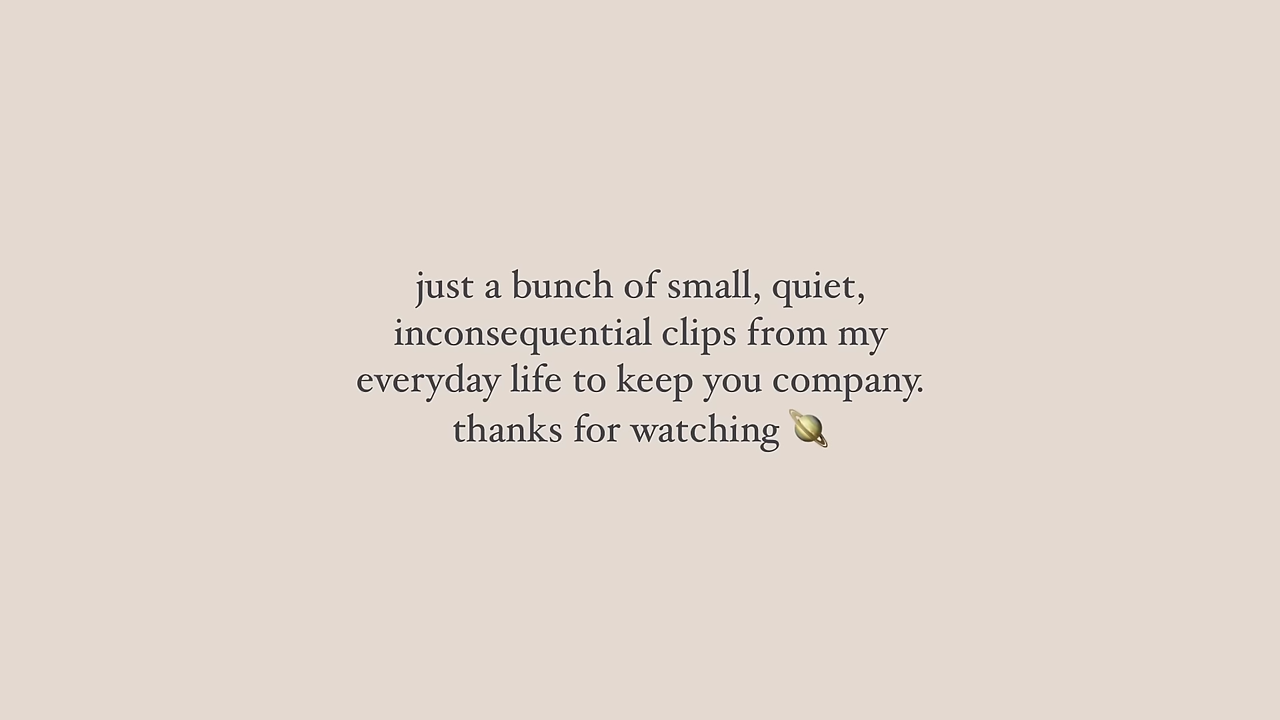 just a bunch of small, quiet,
inconsequential clips from my
everyday life to keep you company.
thanks for watching 🪐